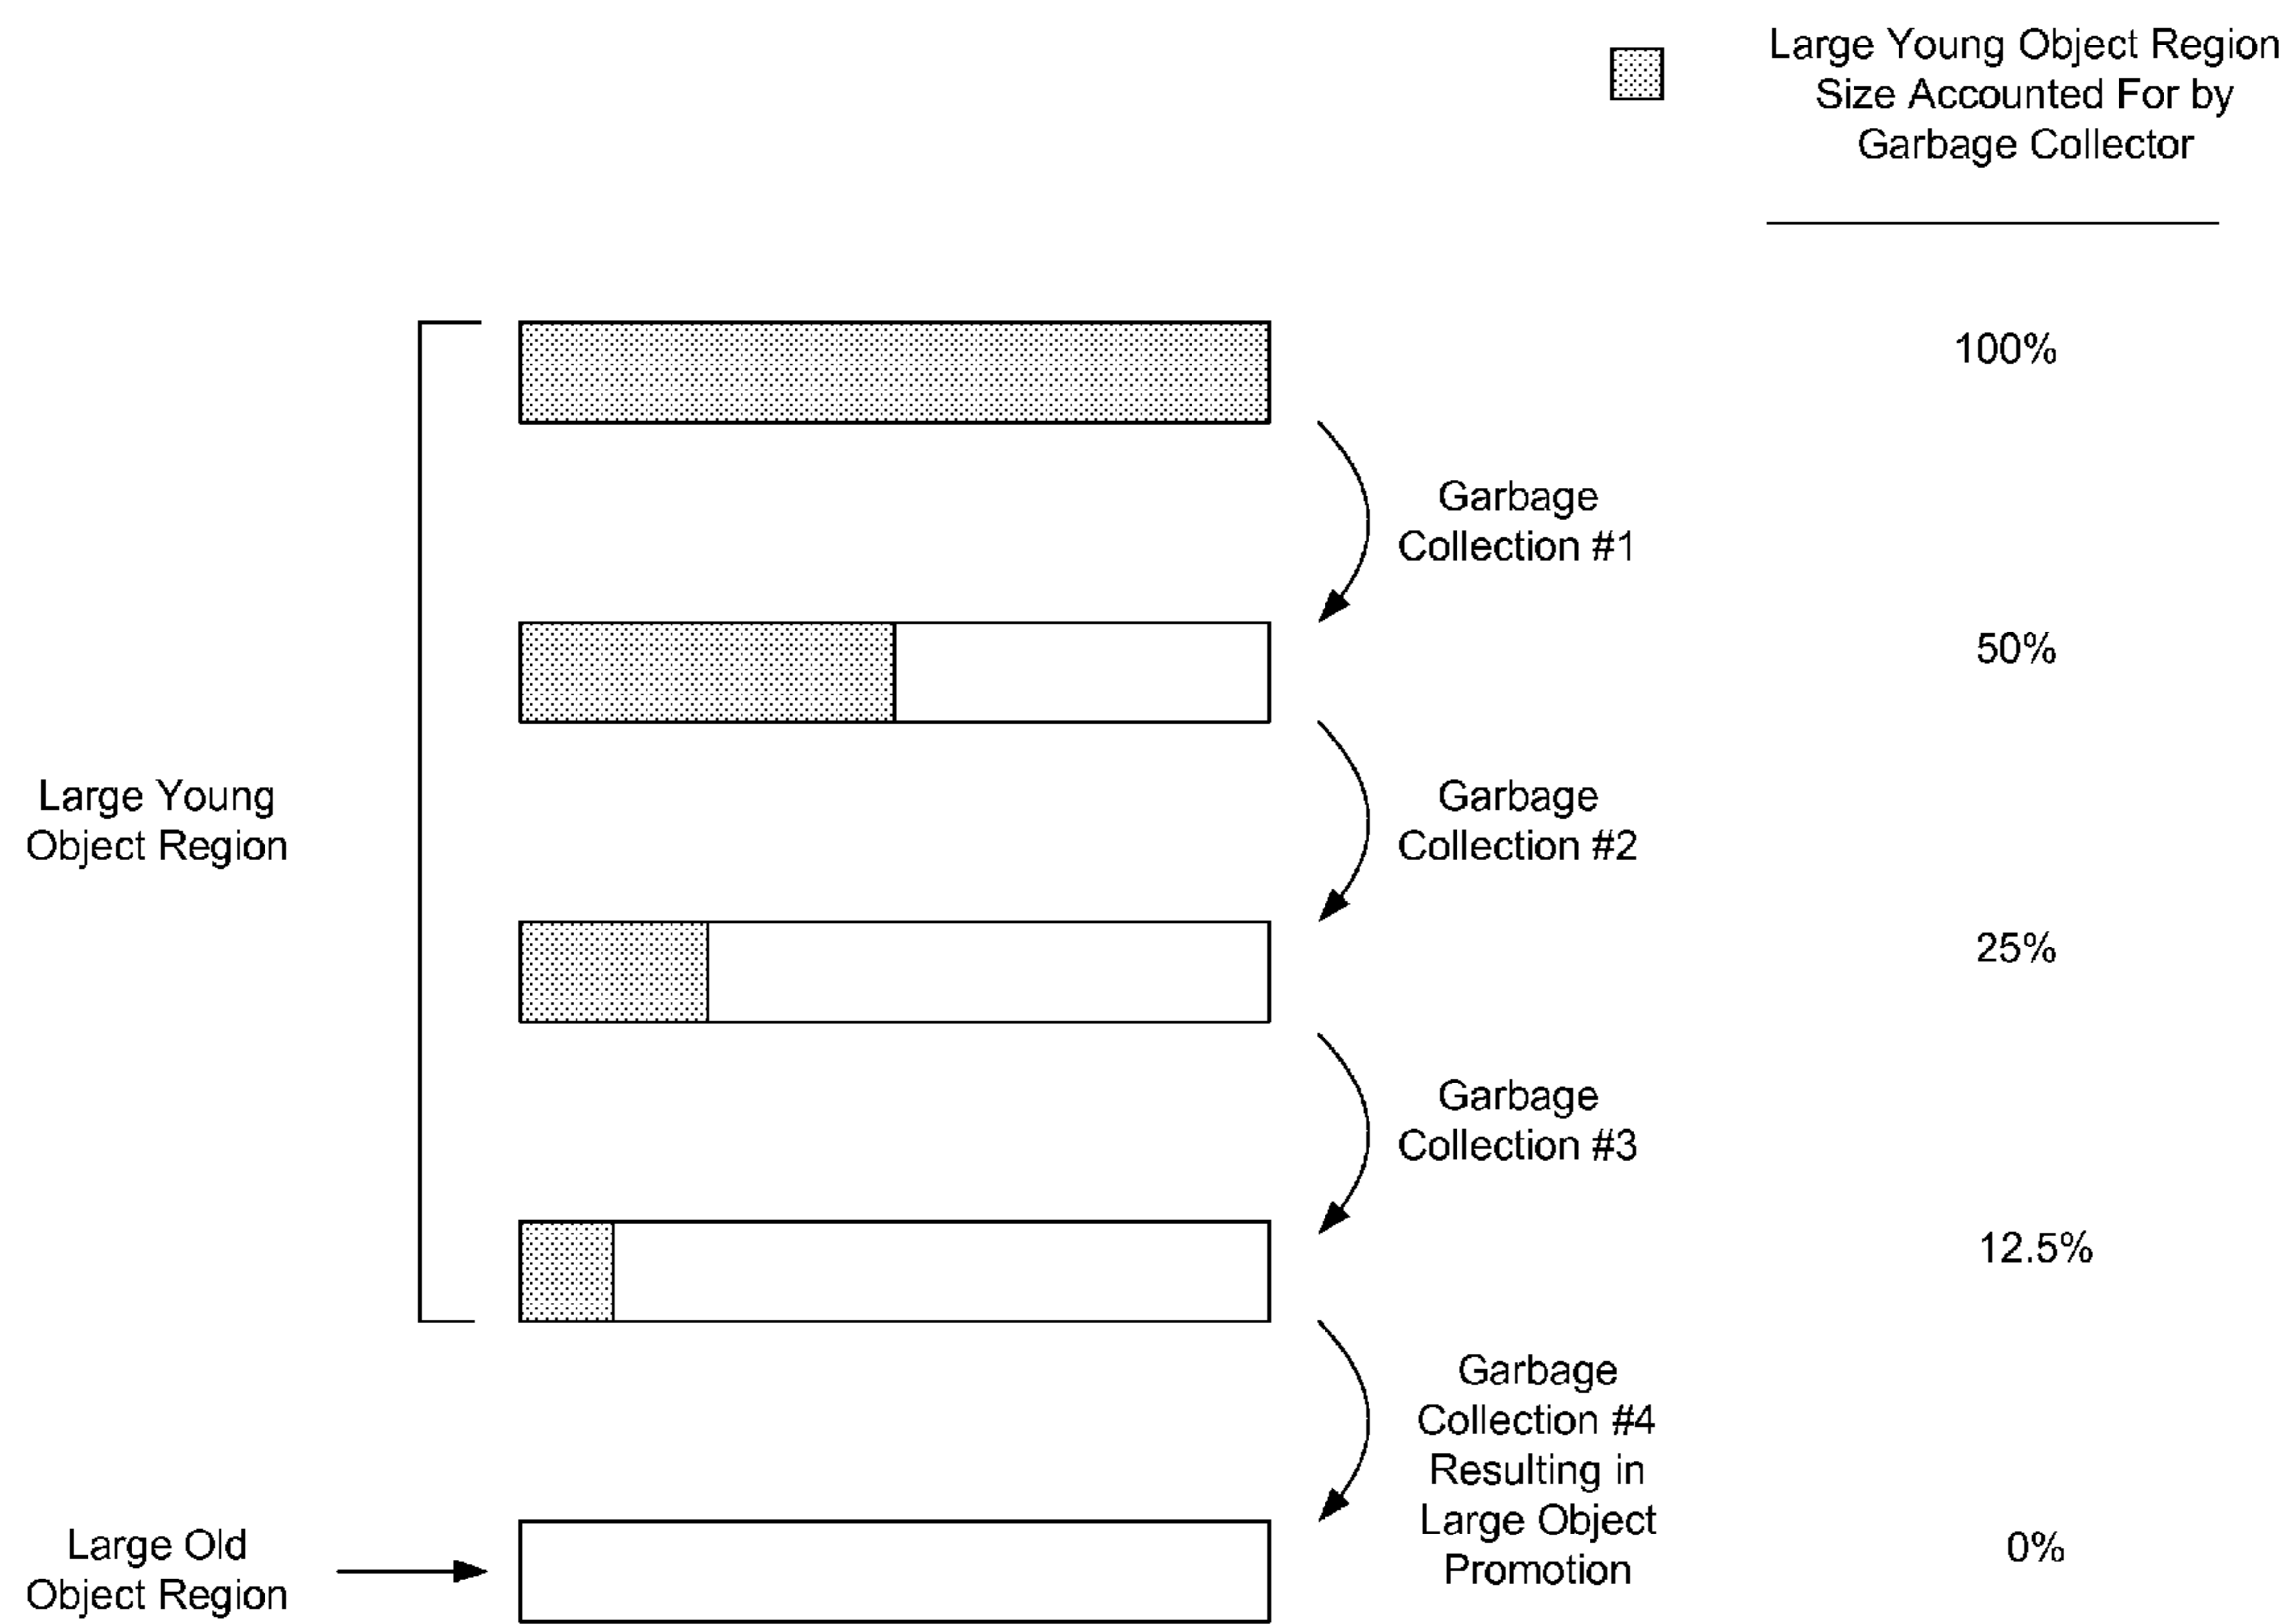 Large Young Object Region
Size Accounted For by
Garbage Collector
100%
Garbage
Collection #1
50%
Large Young
Object Region
Garbage
Collection #2
25%
Garbage
Collection #3
12.5%
Garbage
Collection #4
Resulting in
Large Object
Promotion
Large Old
Object Region
0%